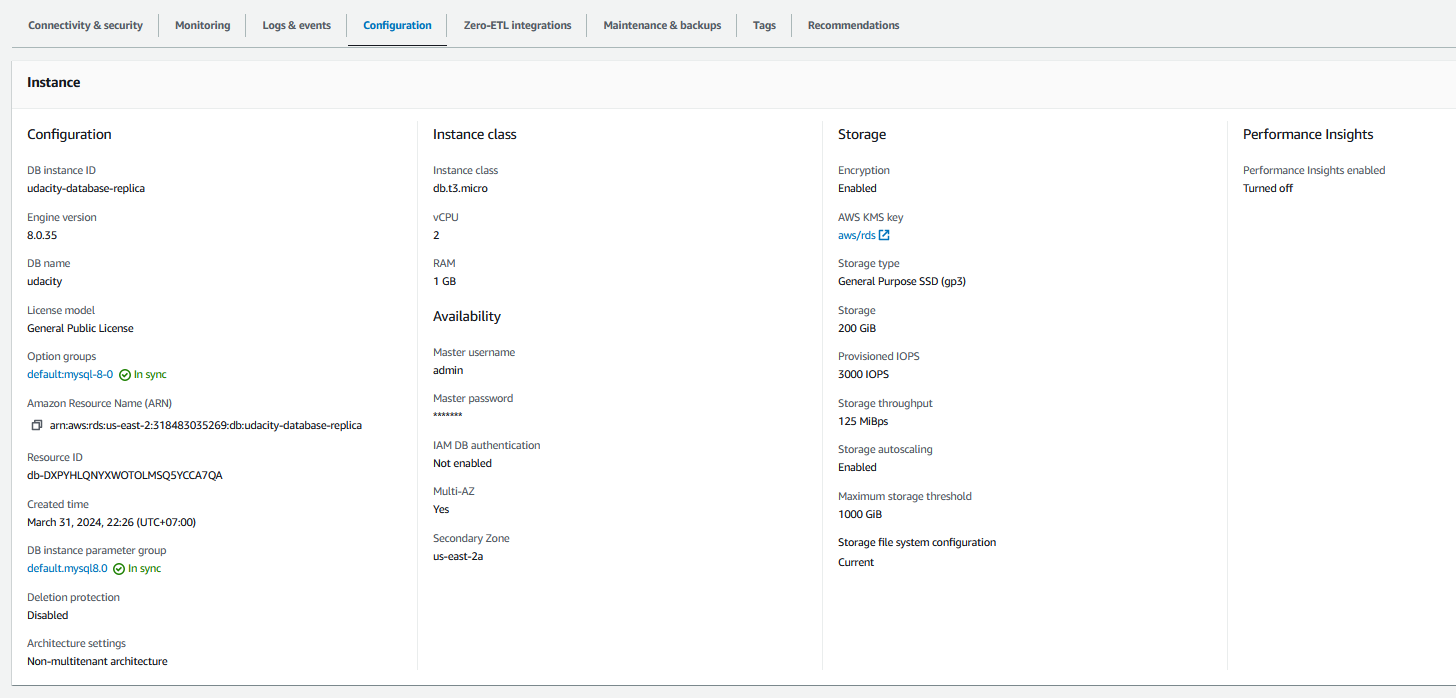 Connectivity & security
Monitoring
Logs & events
Configuration
Zero-ETL integrations
Maintenance & backups
Tags
Recommendations
Instance
Configuration
DB instance ID
udacity-database-replica
Engine version
8.0.35
DB name
udacity
License model
General Public License
Option groups
default:mysql-8-0 In sync
Amazon Resource Name (ARN)
arn:aws:rds:us-east-2:318483035269:db:udacity-database-replica
Resource ID
db-DXPYHLQNYXWOTOLMSQ5YCCA7QA
Created time
March 31, 2024, 22:26 (UTC+07:00)
DB instance parameter group
default.mysql8.0 In sync
Deletion protection
Disabled
Architecture settings
Non-multitenant architecture
Instance class
Instance class
db.t3.micro
vCPU
2
RAM
1 GB
Availability
Master username
admin
Master password
*******
IAM DB authentication
Not enabled
Multi-AZ
Yes
Secondary Zone
us-east-2a
Storage
Encryption
Enabled
AWS KMS key
aws/rds
Storage type
General Purpose SSD (gp3)
Storage
200 GiB
Provisioned IOPS
3000 IOPS
Storage throughput
125 MiBps
Storage autoscaling
Enabled
Maximum storage threshold
1000 GiB
Storage file system configuration
Current
Performance Insights
Performance Insights enabled
Turned off